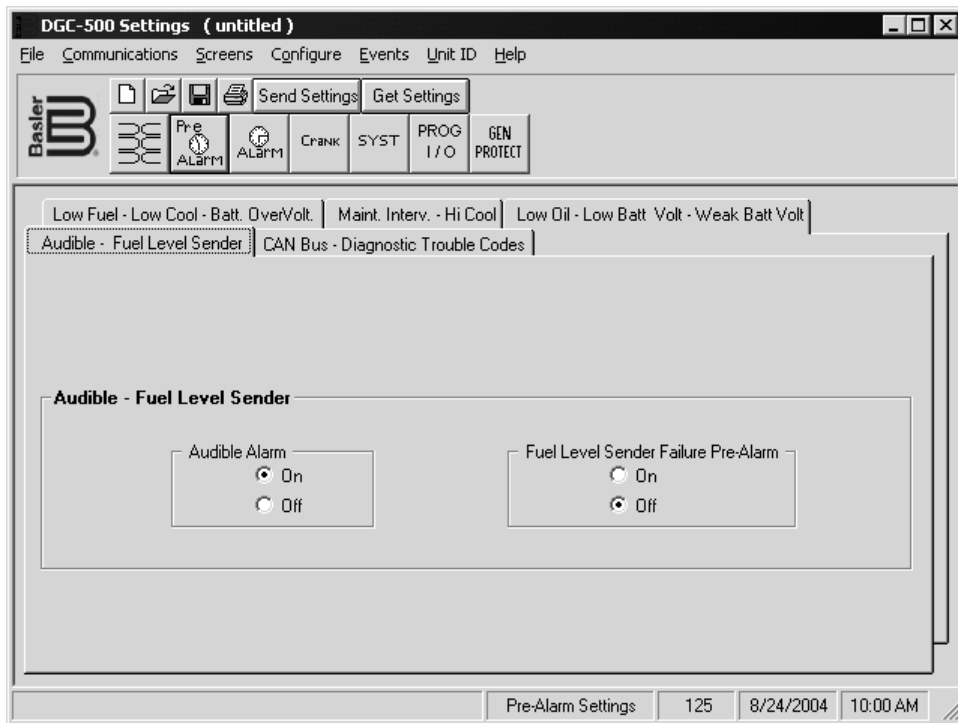 DGC-500 Settings ( untitled )
File Communications Screens Configure Events Unit ID Help
Basler
Send Settings Get Settings
Pre ALarm
ALarm
Crank
SYST
PROG I/O
GEN PROTECT
Low Fuel - Low Cool - Batt. OverVolt. Maint. Interv. - Hi Cool Low Oil - Low Batt Volt - Weak Batt Volt
Audible - Fuel Level Sender CAN Bus - Diagnostic Trouble Codes
Audible - Fuel Level Sender
Audible Alarm
On
Off
Fuel Level Sender Failure Pre-Alarm
On
Off
Pre-Alarm Settings 125 8/24/2004 10:00 AM